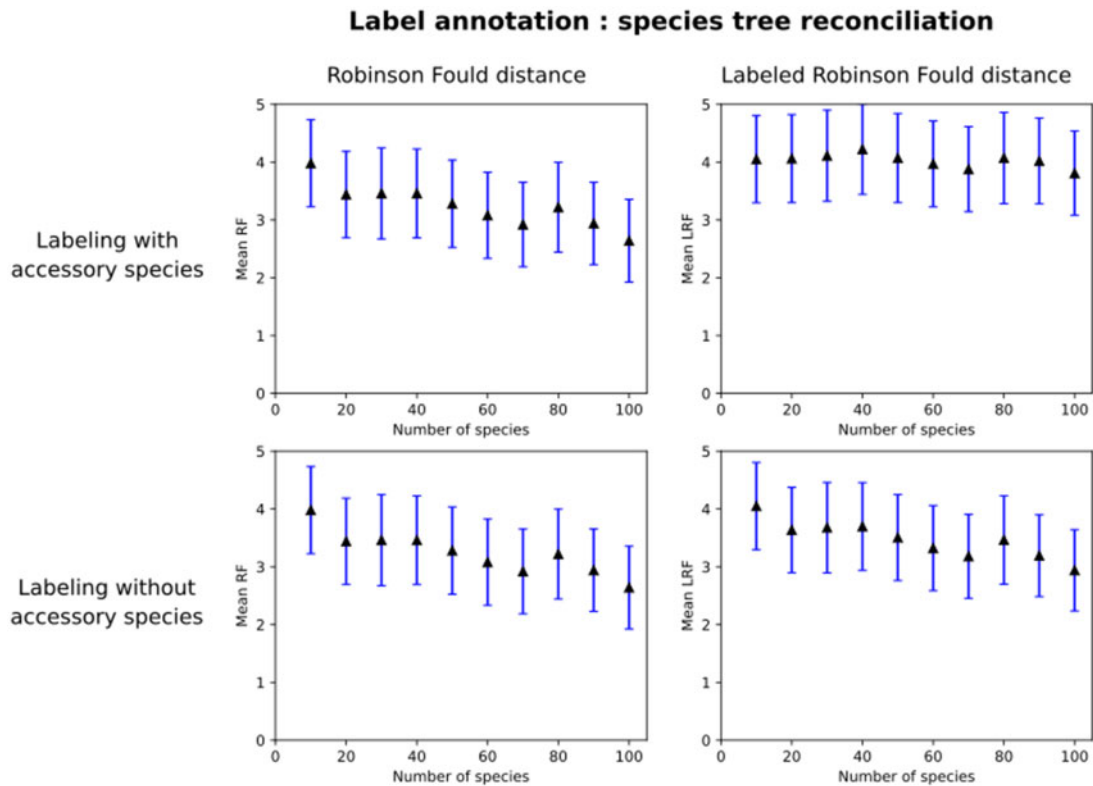 Label annotation : species tree reconciliation
Robinson Fould distance
Labeled Robinson Fould distance
Labeling with
accessory species
Mean RF
5
4
3
2
1
0
0 20 40 60 80 100
Number of species
Mean LRF
5
4
3
2
1
0
0 20 40 60 80 100
Number of species
Labeling without
accessory species
Mean RF
5
4
3
2
1
0
0 20 40 60 80 100
Number of species
Mean LRF
5
4
3
2
1
0
0 20 40 60 80 100
Number of species